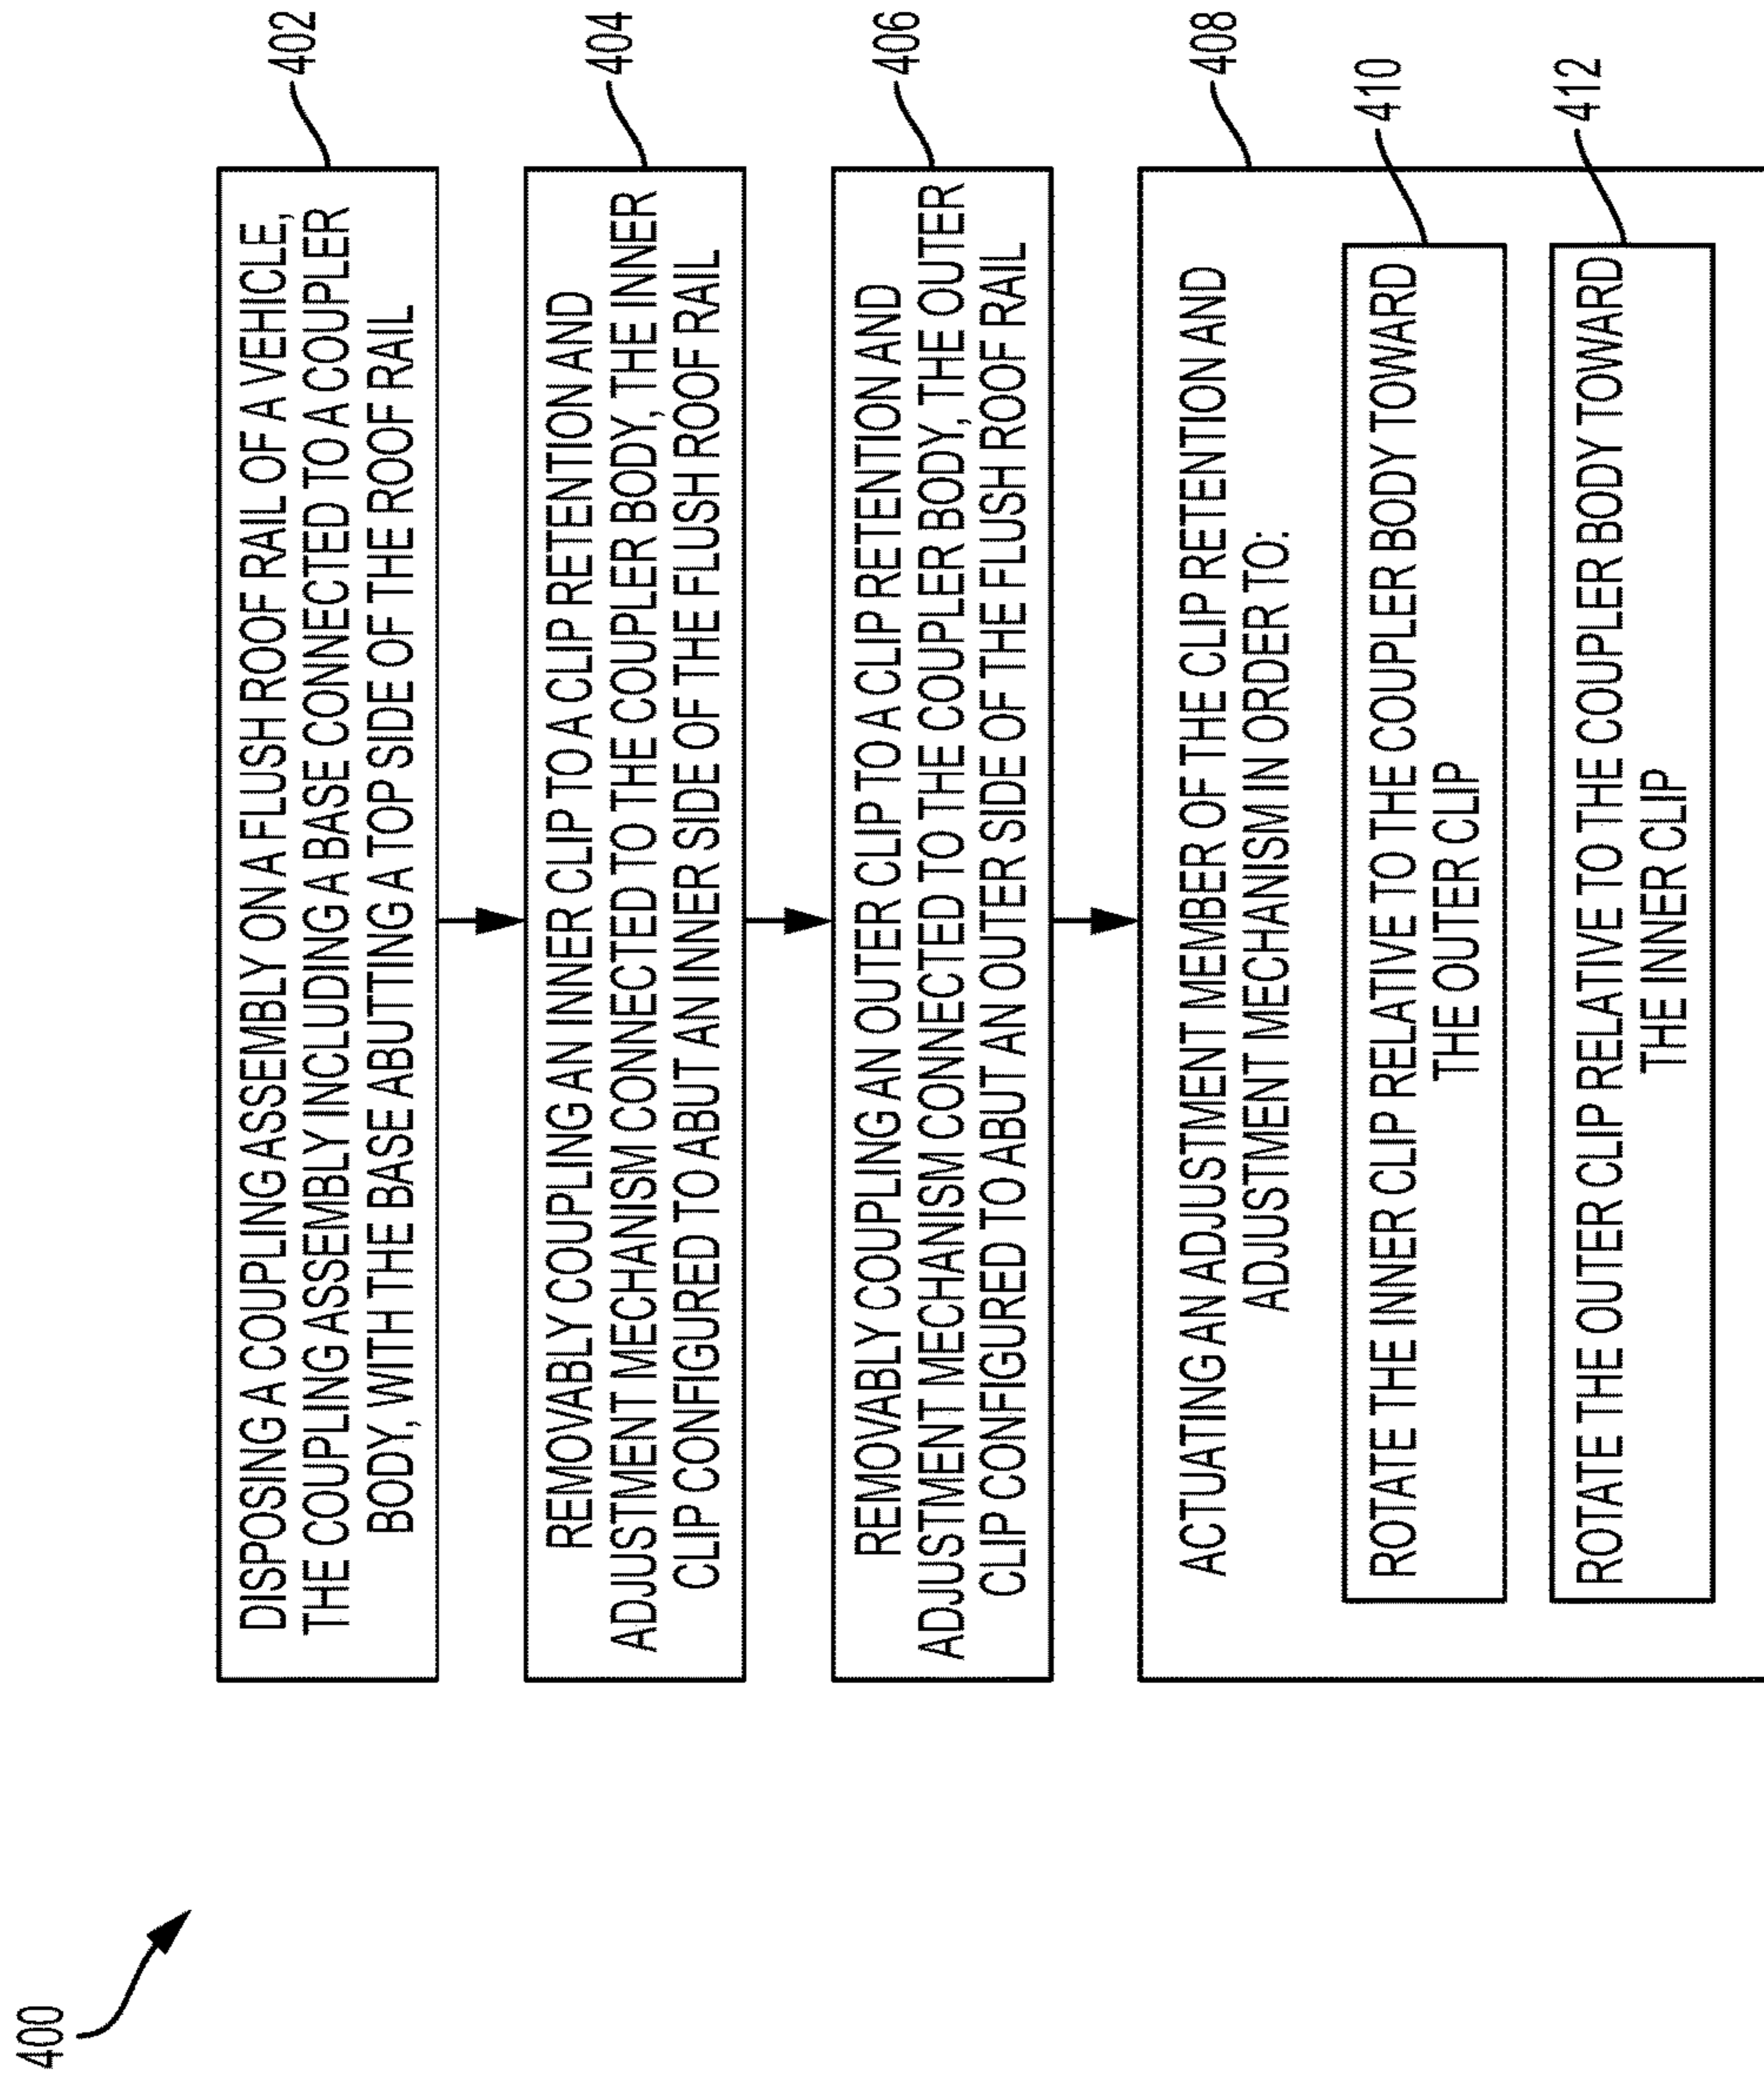 400
DISPOSING A COUPLING ASSEMBLY ON A FLUSH ROOF RAIL OF A VEHICLE,
THE COUPLING ASSEMBLY INCLUDING A BASE CONNECTED TO A COUPLER
BODY, WITH THE BASE ABUTTING A TOP SIDE OF THE ROOF RAIL
402
REMOVABLY COUPLING AN INNER CLIP TO A CLIP RETENTION AND
ADJUSTMENT MECHANISM CONNECTED TO THE COUPLER BODY, THE INNER
CLIP CONFIGURED TO ABUT AN INNER SIDE OF THE FLUSH ROOF RAIL
404
REMOVABLY COUPLING AN OUTER CLIP TO A CLIP RETENTION AND
ADJUSTMENT MECHANISM CONNECTED TO THE COUPLER BODY, THE OUTER
CLIP CONFIGURED TO ABUT AN OUTER SIDE OF THE FLUSH ROOF RAIL
406
ACTUATING AN ADJUSTMENT MEMBER OF THE CLIP RETENTION AND
ADJUSTMENT MECHANISM IN ORDER TO:
408
ROTATE THE INNER CLIP RELATIVE TO THE COUPLER BODY TOWARD
THE OUTER CLIP
410
ROTATE THE OUTER CLIP RELATIVE TO THE COUPLER BODY TOWARD
THE INNER CLIP
412